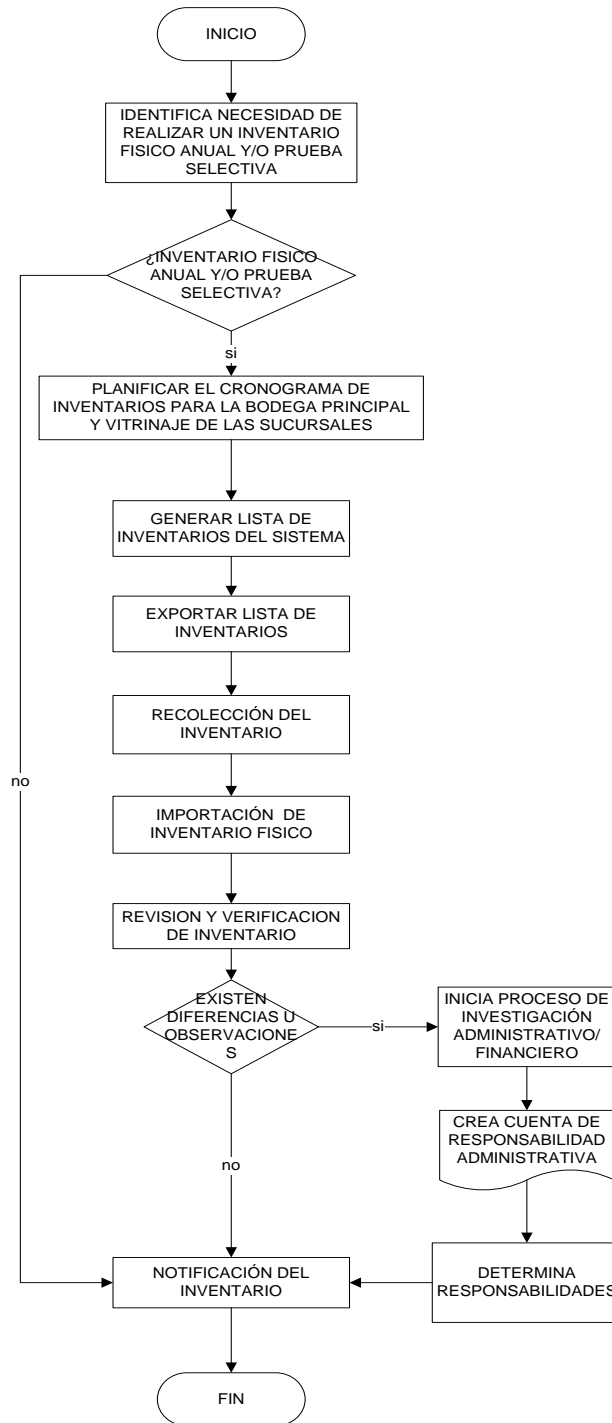 INICIO
IDENTIFICA NECESIDAD DE
REALIZAR UN INVENTARIO
FISICO ANUAL Y/O PRUEBA
SELECTIVA
¿INVENTARIO FISICO
ANUAL Y/O PRUEBA
SELECTIVA?
si
PLANIFICAR EL CRONOGRAMA DE
INVENTARIOS PARA LA BODEGA PRINCIPAL
Y VITRINAJE DE LAS SUCURSALES
GENERAR LISTA DE
INVENTARIOS DEL SISTEMA
EXPORTAR LISTA DE
INVENTARIOS
RECOLECCIÓN DEL
INVENTARIO
no
IMPORTACIÓN DE
INVENTARIO FISICO
REVISION Y VERIFICACION
DE INVENTARIO
EXISTEN
DIFERENCIAS U
OBSERVACIONE
S
si
INICIA PROCESO DE
INVESTIGACIÓN
ADMINISTRATIVO/
FINANCIERO
CREA CUENTA DE
RESPONSABILIDAD
ADMINISTRATIVA
no
NOTIFICACIÓN DEL
INVENTARIO
DETERMINA
RESPONSABILIDADES
FIN